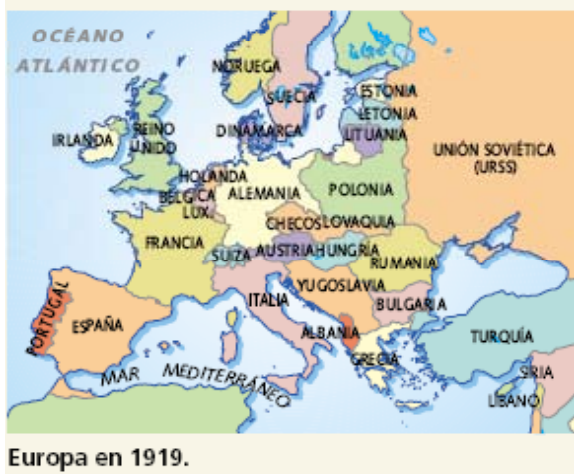 OCÉANO
ATLÁNTICO
NORUEGA
SUECIA
ESTONIA
LETONIA
LITUANIA
IRLANDA
REINO
UNIDO
DINAMARCA
UNIÓN SOVIÉTICA
(URSS)
HOLANDA
BÉLGICA
LUX.
ALEMANIA
POLONIA
CHECOSLOVAQUIA
FRANCIA
SUIZA
AUSTRIA
HUNGRÍA
RUMANIA
YUGOSLAVIA
ITALIA
BULGARIA
PORTUGAL
ESPAÑA
ALBANIA
GRECIA
TURQUÍA
MAR MEDITERRÁNEO
SIRIA
LÍBANO
Europa en 1919.